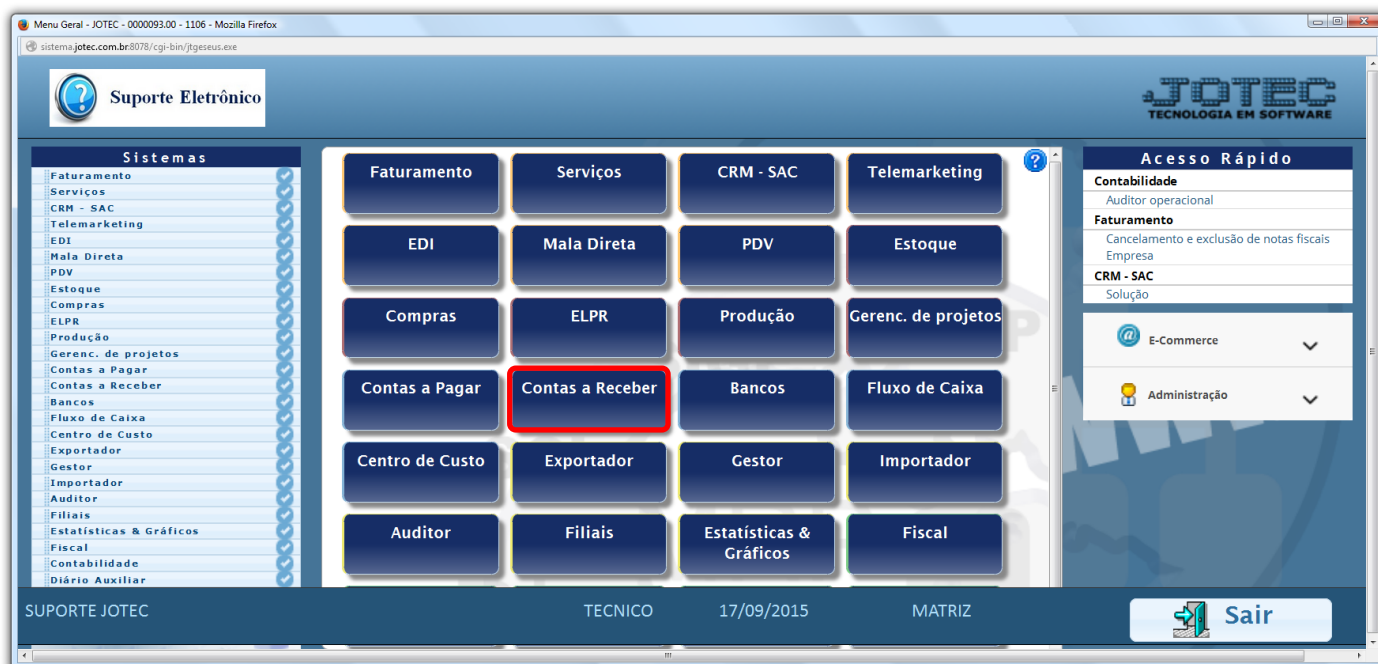 Menu Geral - JOTEC - 0000093.00 - 1106 - Mozilla Firefox
sistema.jotec.com.br:8078/cgi-bin/jtgeseus.exe
Suporte Eletrônico
JOTEC
TECNOLOGIA EM SOFTWARE
Sistemas
Faturamento
Serviços
CRM - SAC
Telemarketing
EDI
Mala Direta
PDV
Estoque
Compras
ELPR
Produção
Gerenc. de projetos
Contas a Pagar
Contas a Receber
Bancos
Fluxo de Caixa
Centro de Custo
Exportador
Gestor
Importador
Auditor
Filiais
Estatísticas & Gráficos
Fiscal
Contabilidade
Diário Auxiliar
Faturamento
Serviços
CRM - SAC
Telemarketing
EDI
Mala Direta
PDV
Estoque
Compras
ELPR
Produção
Gerenc. de projetos
Contas a Pagar
Contas a Receber
Bancos
Fluxo de Caixa
Centro de Custo
Exportador
Gestor
Importador
Auditor
Filiais
Estatísticas &
Gráficos
Fiscal
Acesso Rápido
Contabilidade
Auditor operacional
Faturamento
Cancelamento e exclusão de notas fiscais
Empresa
CRM - SAC
Solução
E-Commerce
Administração
SUPORTE JOTEC
TECNICO
17/09/2015
MATRIZ
Sair